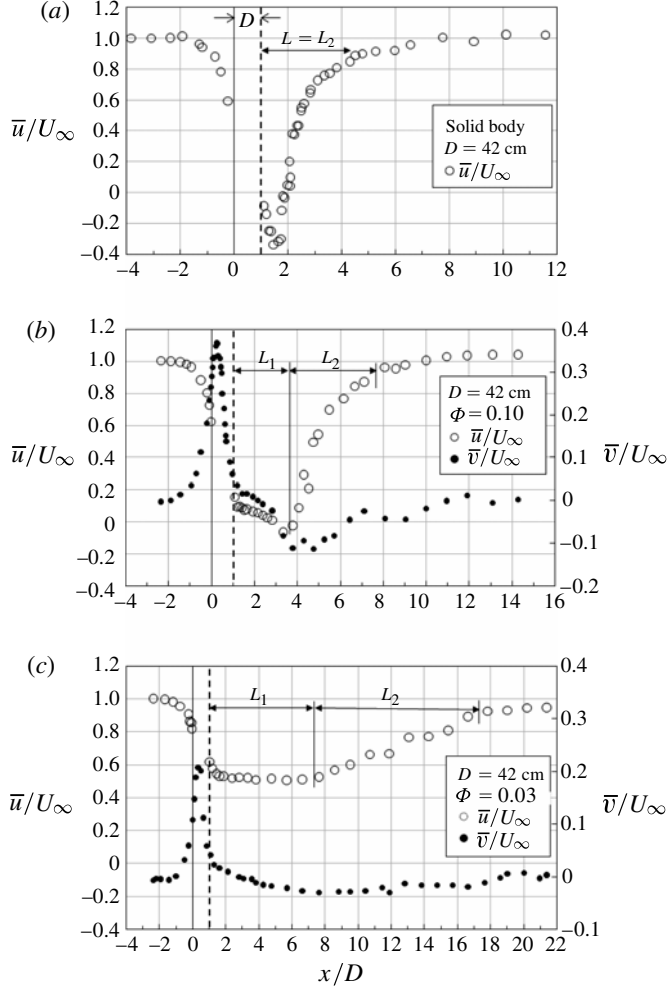 (a)
D
L = L₂
1.2
1.0
0.8
0.6
0.4
0.2
0
−0.2
−0.4
u̅/U∞
Solid body
D = 42 cm
u̅/U∞
−4 −2 0 2 4 6 8 10 12
(b)
L₁ L₂
1.2
1.0
0.8
0.6
0.4
0.2
0
−0.2
−0.4
u̅/U∞
D = 42 cm
Φ = 0.10
u̅/U∞
v̅/U∞
0.4
0.3
0.2
0.1
0
−0.1
−0.2
v̅/U∞
−4 −2 0 2 4 6 8 10 12 14 16
(c)
L₁ L₂
1.2
1.0
0.8
0.6
0.4
0.2
0
−0.2
−0.4
u̅/U∞
D = 42 cm
Φ = 0.03
u̅/U∞
v̅/U∞
0.4
0.3
0.2
0.1
0
−0.1
v̅/U∞
−4 −2 0 2 4 6 8 10 12 14 16 18 20 22
x/D